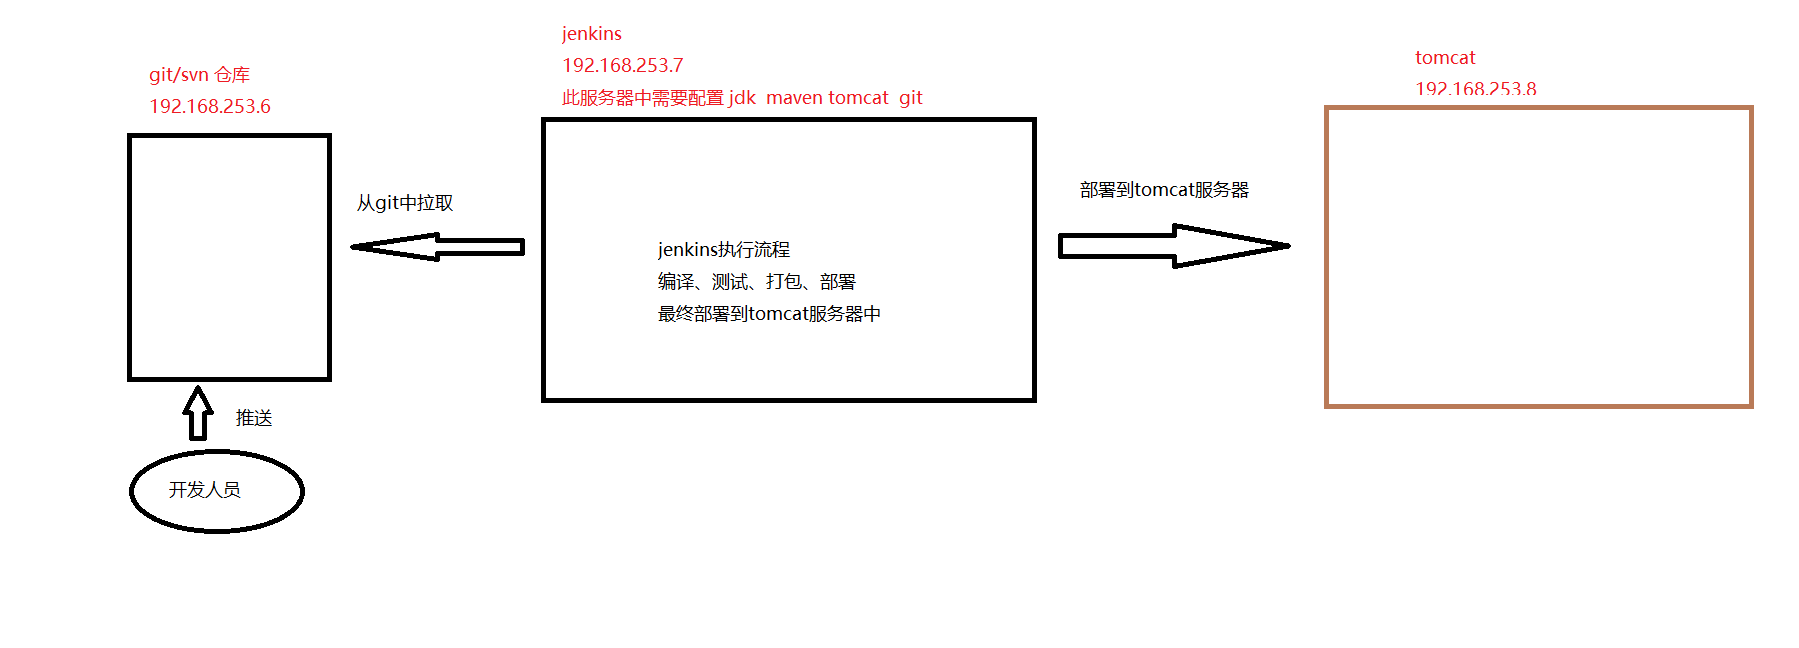 git/svn 仓库
192.168.253.6
jenkins
192.168.253.7
此服务器中需要配置 jdk  maven tomcat  git
tomcat
192.168.253.8
从git中拉取
jenkins执行流程
编译、测试、打包、部署
最终部署到tomcat服务器中
部署到tomcat服务器
推送
开发人员